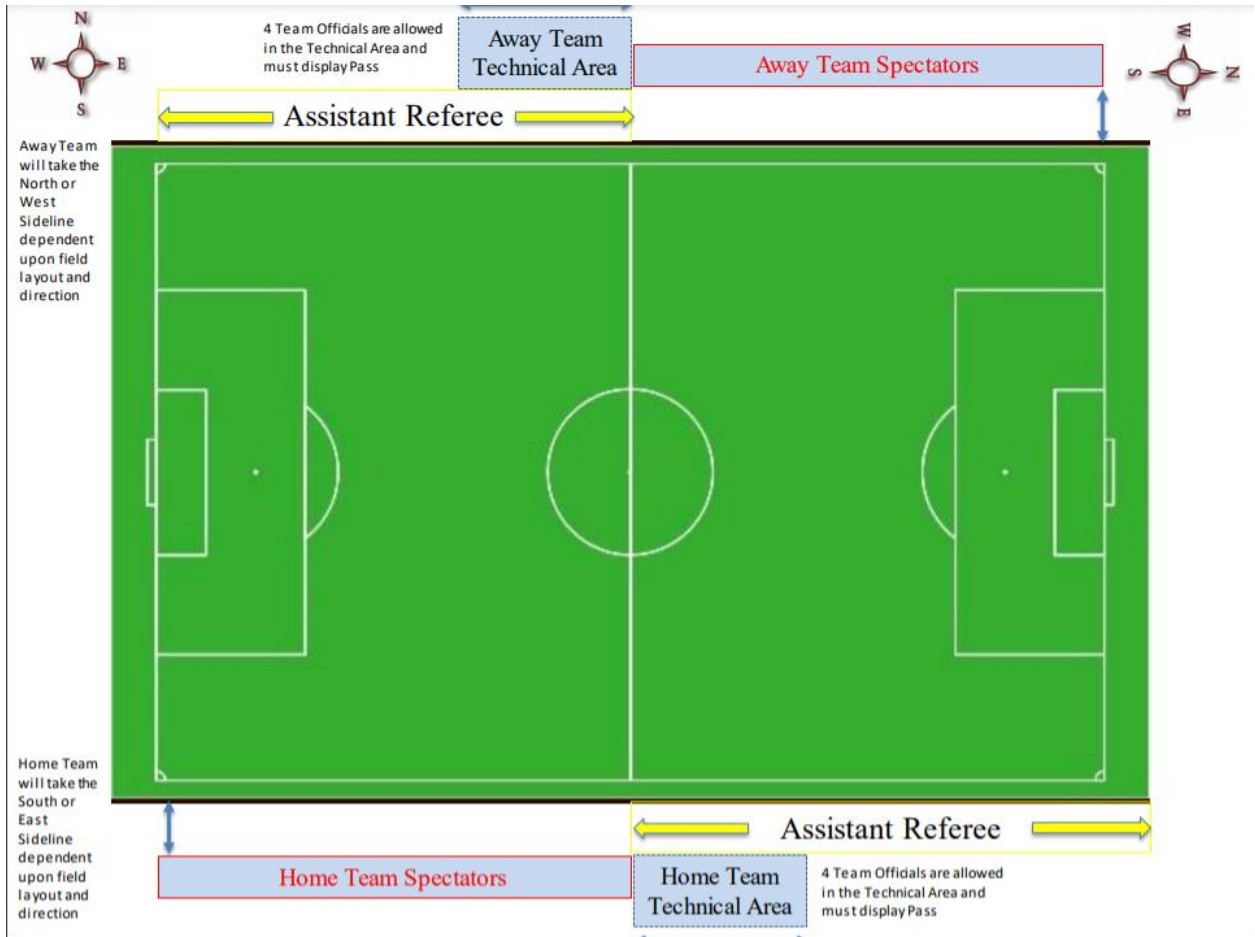 N
W E
S
4 Team Officials are allowed
in the Technical Area and
must display Pass
Away Team
Technical Area
Away Team Spectators
W
S N
E
Assistant Referee
Away Team
will take the
North or
West
Sideline
dependent
upon field
layout and
direction
Home Team
will take the
South or
East
Sideline
dependent
upon field
layout and
direction
Assistant Referee
Home Team Spectators
Home Team
Technical Area
4 Team Officials are allowed
in the Technical Area and
must display Pass